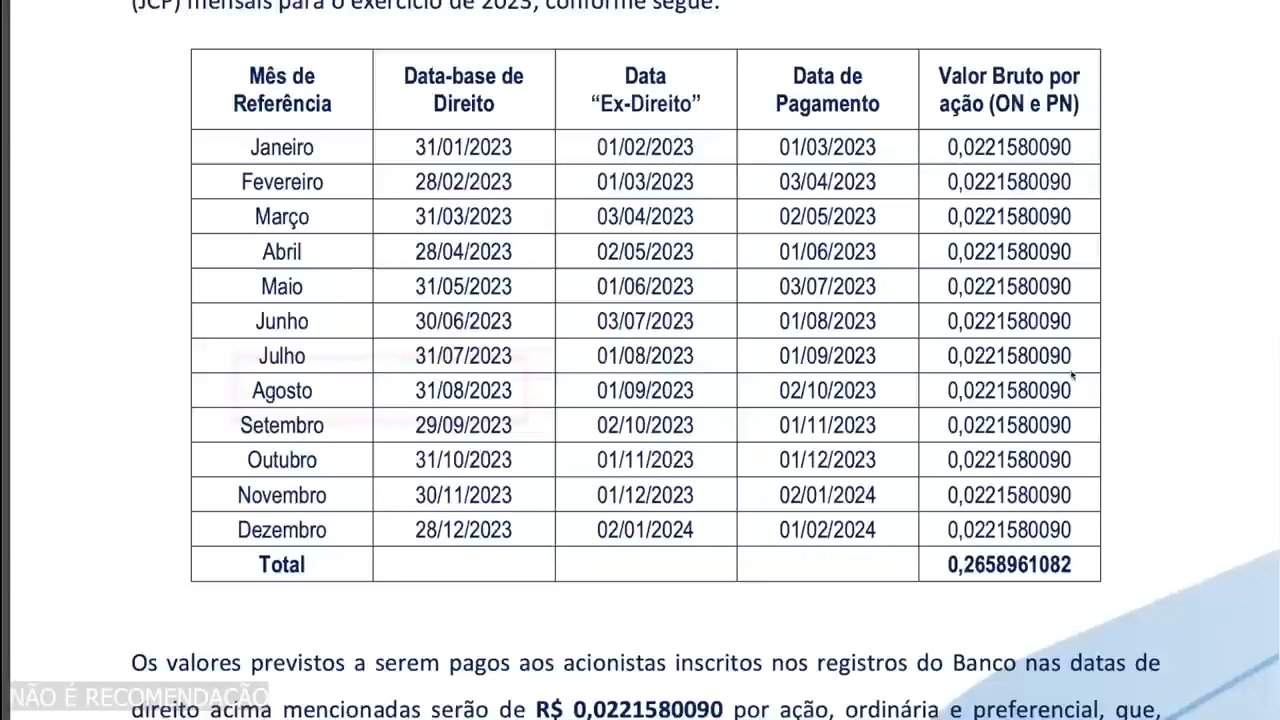 (JCP) mensais para o exercício de 2023, conforme segue:
Mês de Referência Data-base de Direito Data “Ex-Direito” Data de Pagamento Valor Bruto por ação (ON e PN)
Janeiro 31/01/2023 01/02/2023 01/03/2023 0,0221580090
Fevereiro 28/02/2023 01/03/2023 03/04/2023 0,0221580090
Março 31/03/2023 03/04/2023 02/05/2023 0,0221580090
Abril 28/04/2023 02/05/2023 01/06/2023 0,0221580090
Maio 31/05/2023 01/06/2023 03/07/2023 0,0221580090
Junho 30/06/2023 03/07/2023 01/08/2023 0,0221580090
Julho 31/07/2023 01/08/2023 01/09/2023 0,0221580090
Agosto 31/08/2023 01/09/2023 02/10/2023 0,0221580090
Setembro 29/09/2023 02/10/2023 01/11/2023 0,0221580090
Outubro 31/10/2023 01/11/2023 01/12/2023 0,0221580090
Novembro 30/11/2023 01/12/2023 02/01/2024 0,0221580090
Dezembro 28/12/2023 02/01/2024 01/02/2024 0,0221580090
Total 0,2658961082
Os valores previstos a serem pagos aos acionistas inscritos nos registros do Banco nas datas de
NÃO É RECOMENDAÇÃO
direito acima mencionadas serão de R$ 0,0221580090 por ação, ordinária e preferencial, que,